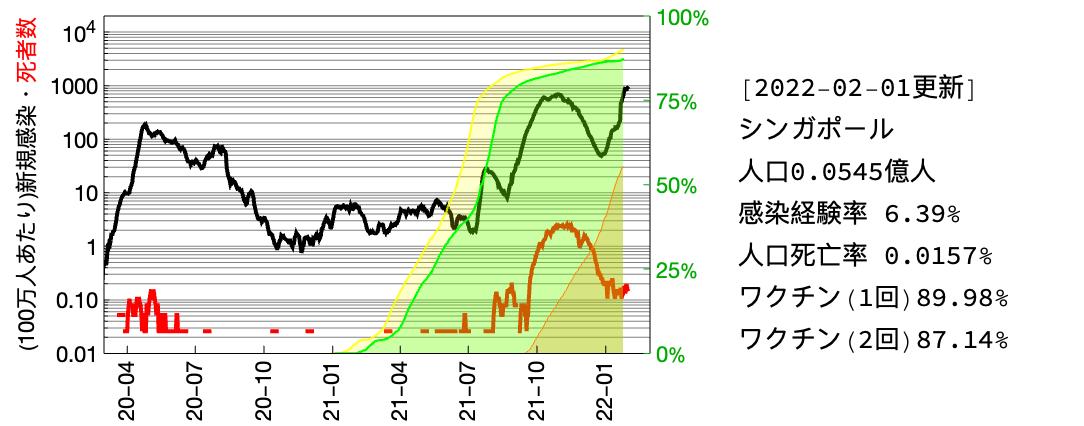 (100万人あたり)新規感染・死者数
10^4
1000
100
10
1
0.10
0.01
100%
75%
50%
25%
0%
20-04
20-07
20-10
21-01
21-04
21-07
21-10
22-01
[2022-02-01更新]
シンガポール
人口0.0545億人
感染経験率 6.39%
人口死亡率 0.0157%
ワクチン(1回)89.98%
ワクチン(2回)87.14%